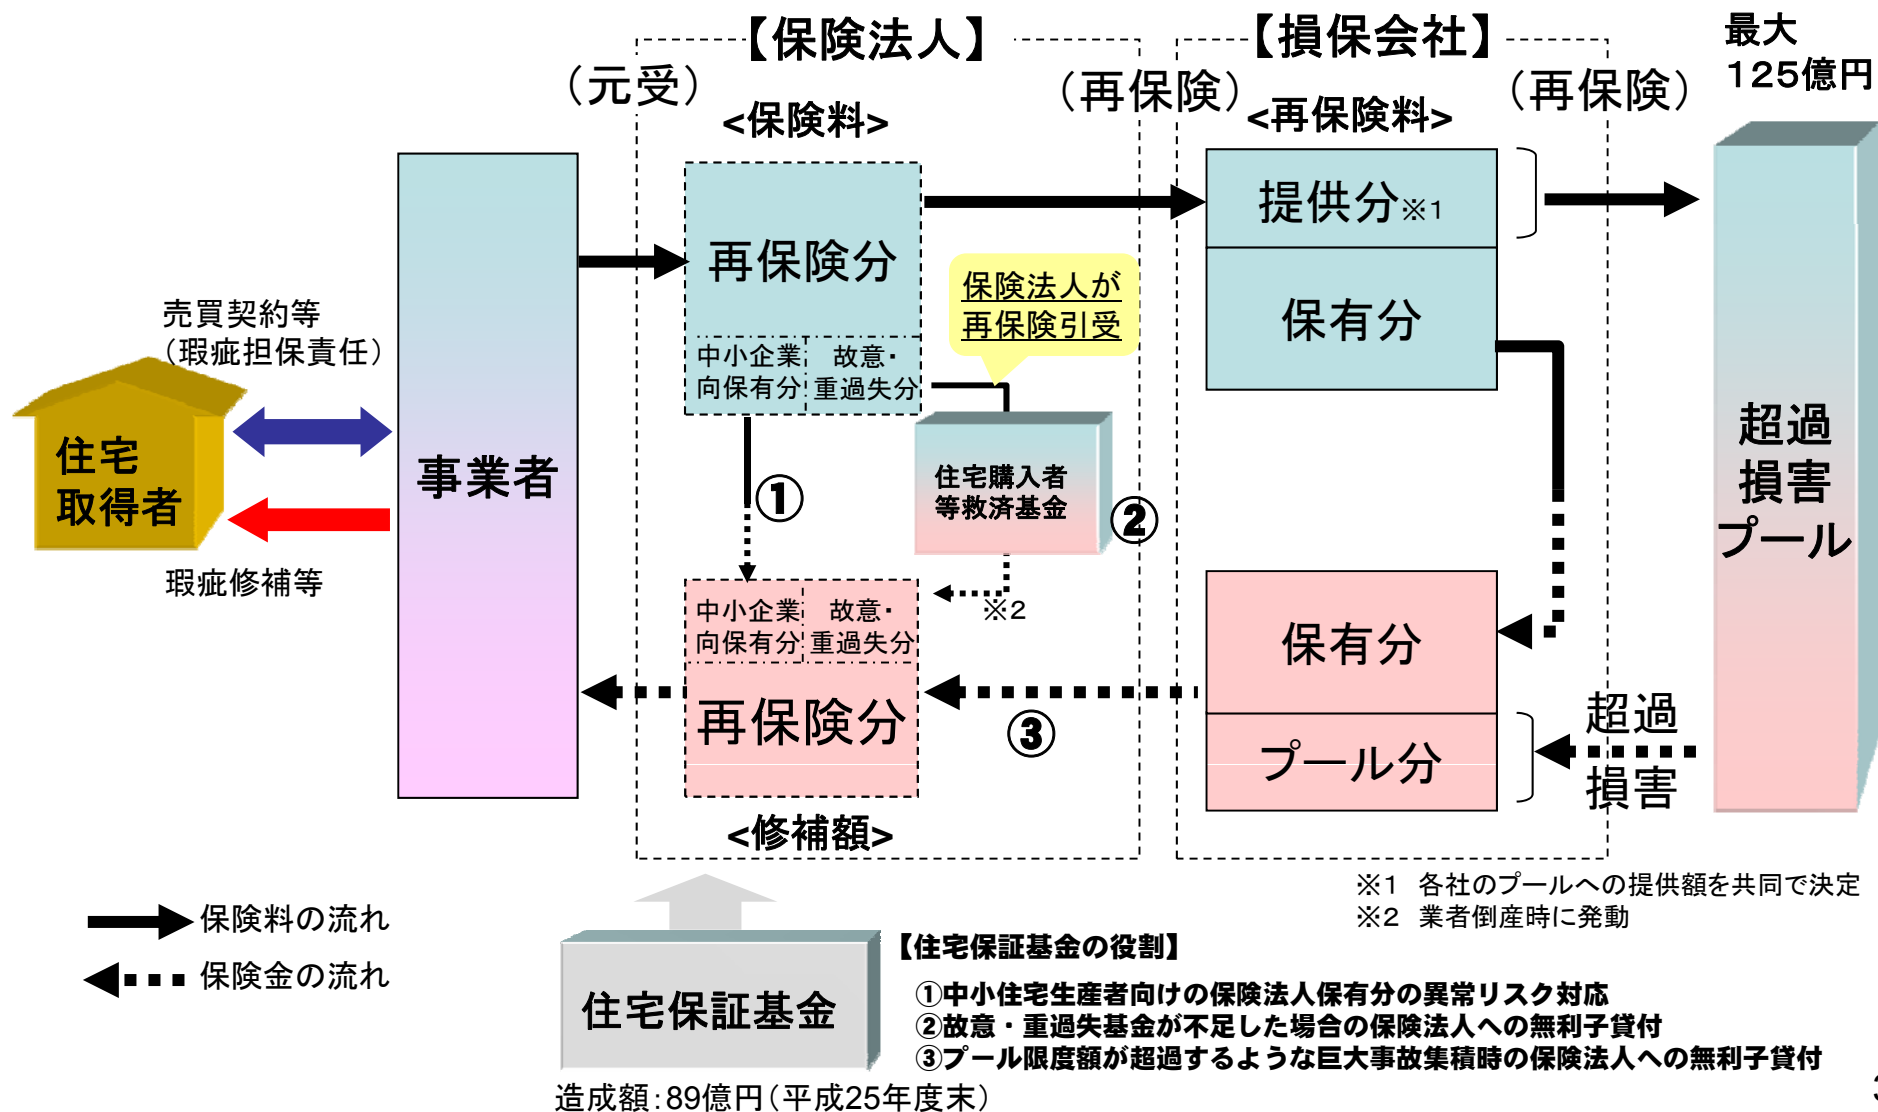 【保険法人】
【損保会社】
最大
125億円
（元受）
（再保険）
（再保険）
<保険料>
<再保険料>
提供分※1
再保険分
保有分
保険法人が
再保険引受
売買契約等
（瑕疵担保責任）
中小企業
向保有分
故意・
重過失分
住宅
取得者
事業者
住宅購入者
等救済基金
①
②
超過
損害
プール
瑕疵修補等
※2
中小企業
向保有分
故意・
重過失分
保有分
再保険分
③
プール分
超過
損害
<修補額>
※1　各社のプールへの提供額を共同で決定
※2　業者倒産時に発動
保険料の流れ
保険金の流れ
住宅保証基金
【住宅保証基金の役割】
①中小住宅生産者向けの保険法人保有分の異常リスク対応
②故意・重過失基金が不足した場合の保険法人への無利子貸付
③プール限度額が超過するような巨大事故集積時の保険法人への無利子貸付
造成額：89億円（平成25年度末）